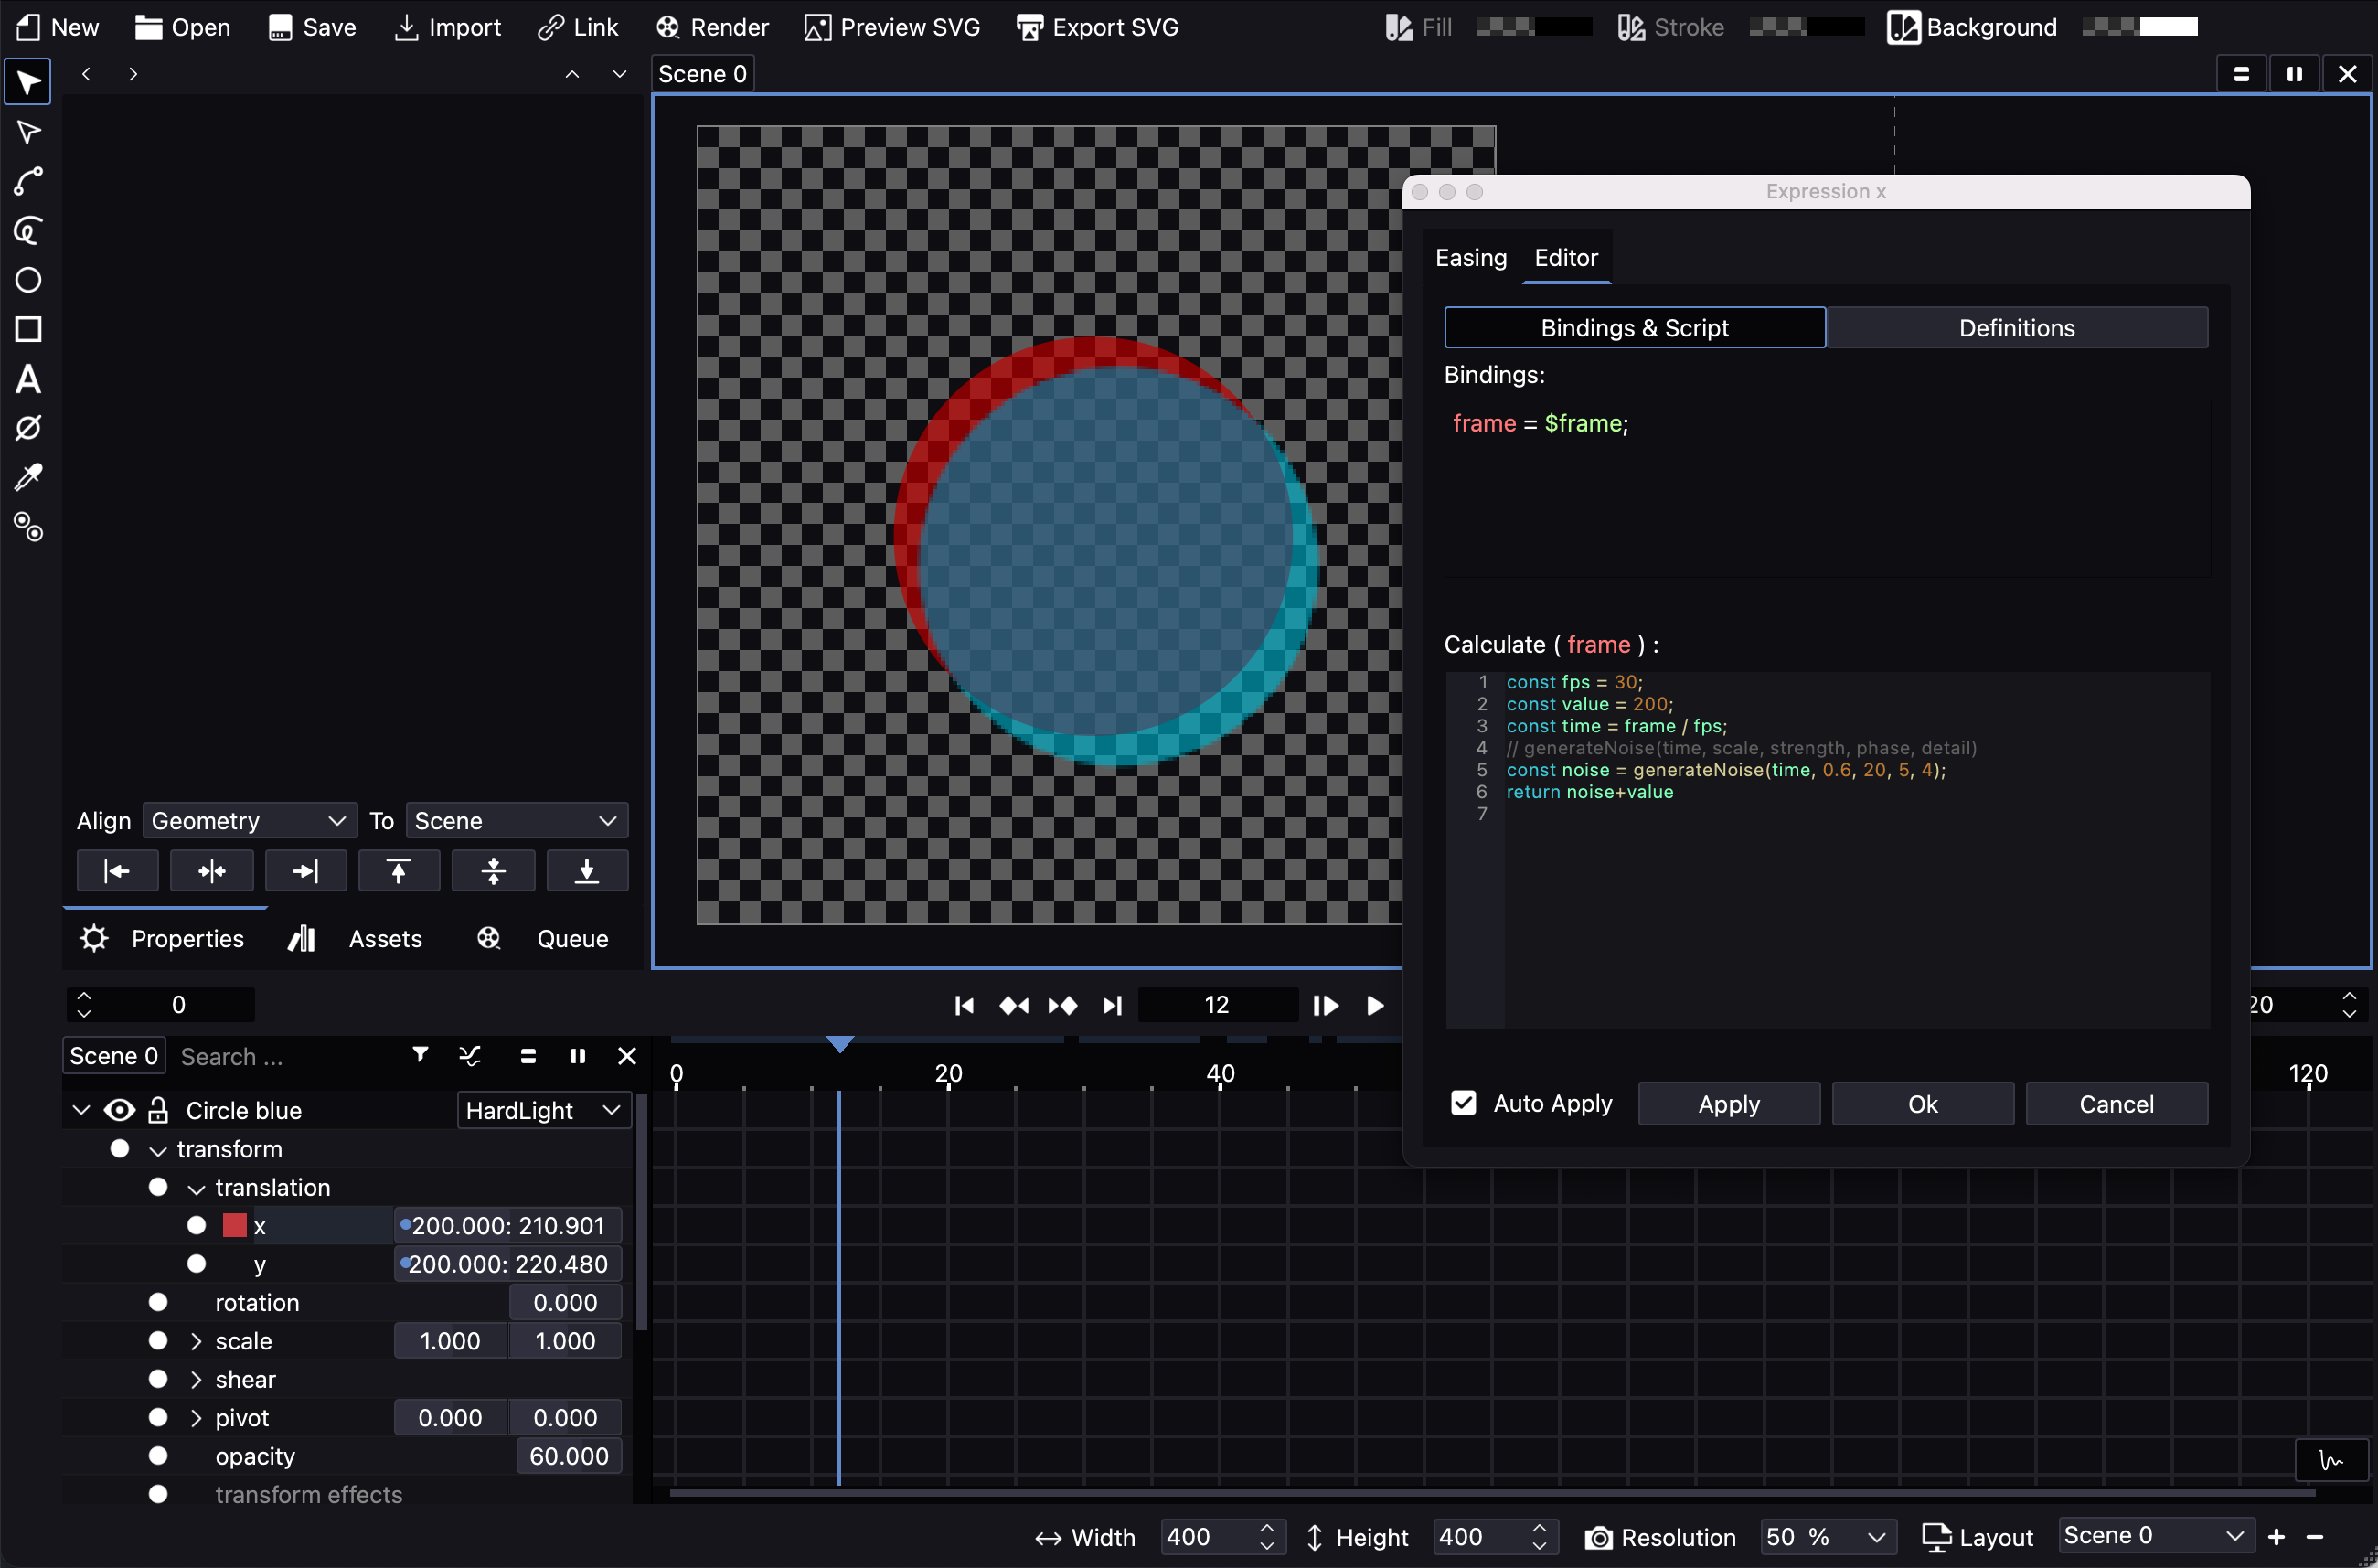 New Open Save Import Link Render Preview SVG Export SVG Fill Stroke Background
Scene 0
Expression x
Easing Editor
Bindings & Script Definitions
Bindings:
frame = $frame;
Calculate ( frame ) :
1 const fps = 30;
2 const value = 200;
3 const time = frame / fps;
4 // generateNoise(time, scale, strength, phase, detail)
5 const noise = generateNoise(time, 0.6, 20, 5, 4);
6 return noise+value
7
Auto Apply Apply Ok Cancel
Align Geometry To Scene
Properties Assets Queue
0 12 20
Scene 0 Search ...
0 20 40 120
Circle blue HardLight
transform
translation
x 200.000: 210.901
y 200.000: 220.480
rotation 0.000
scale 1.000 1.000
shear
pivot 0.000 0.000
opacity 60.000
transform effects
Width 400 Height 400 Resolution 50 % Layout Scene 0